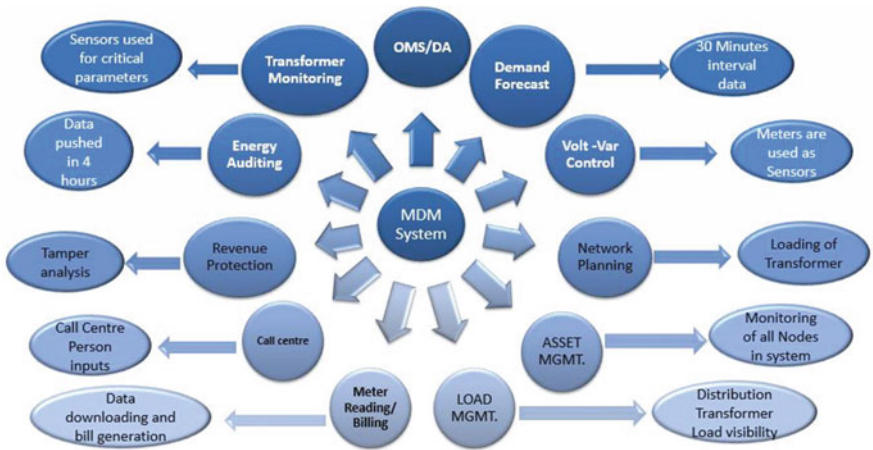 Sensors used
for critical
parameters
Transformer
Monitoring
OMS/DA
Demand
Forecast
30 Minutes
interval
data
Data
pushed
in 4
hours
Energy
Auditing
Volt -Var
Control
Meters are
used as
Sensors
MDM
System
Tamper
analysis
Revenue
Protection
Network
Planning
Loading of
Transformer
Call Centre
Person
inputs
Call centre
ASSET
MGMT.
Monitoring
of all Nodes
in system
Data
downloading and
bill generation
Meter
Reading/
Billing
LOAD
MGMT.
Distribution
Transformer
Load visibility